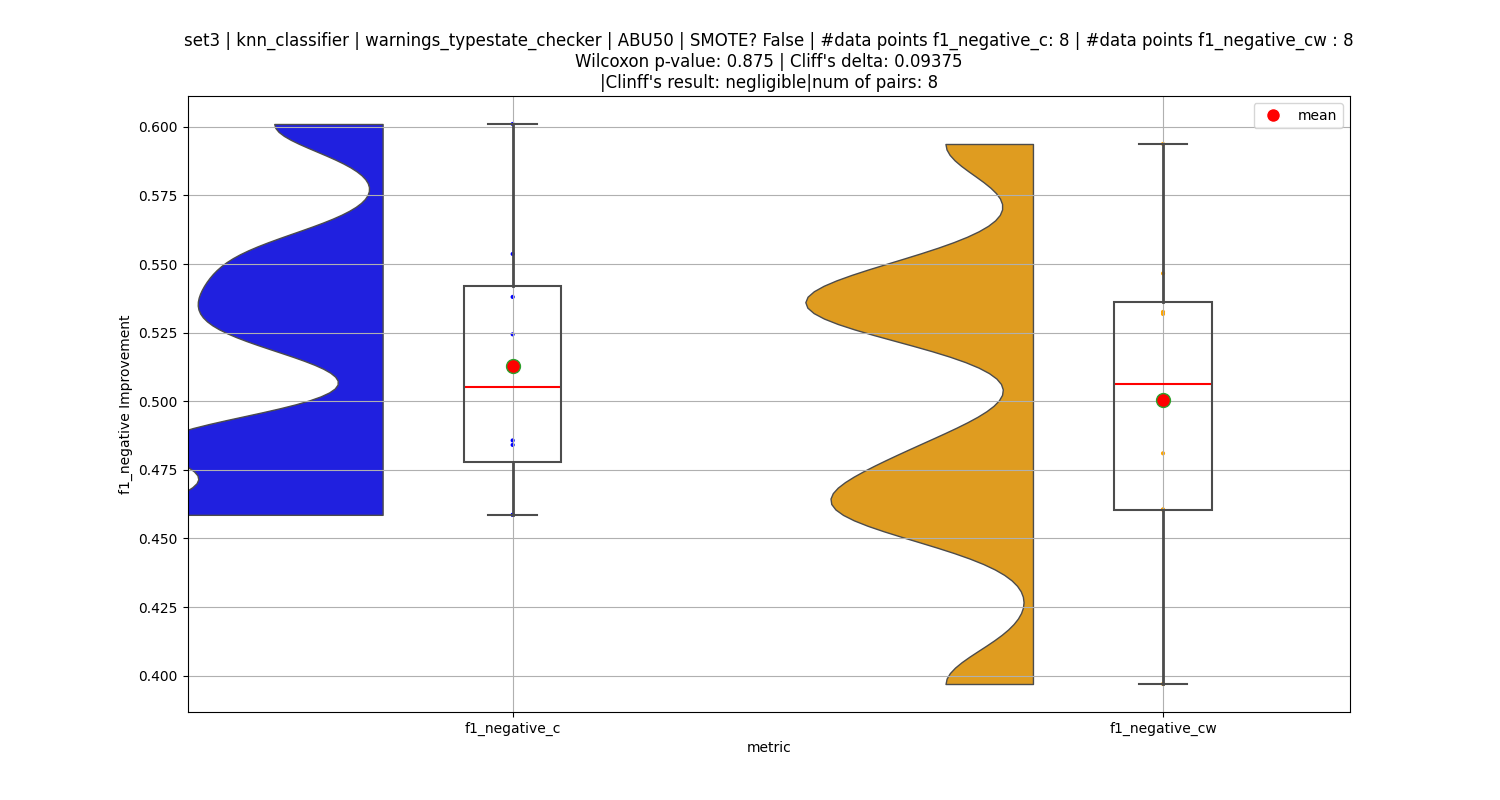 set3 | knn_classifier | warnings_typestate_checker | ABU50 | SMOTE? False | #data points f1_negative_c: 8 | #data points f1_negative_cw : 8
Wilcoxon p-value: 0.875 | Cliff's delta: 0.09375
|Clinff's result: negligible|num of pairs: 8
mean
0.600
0.575
0.550
0.525
0.500
0.475
0.450
0.425
0.400
f1_negative Improvement
f1_negative_c
f1_negative_cw
metric